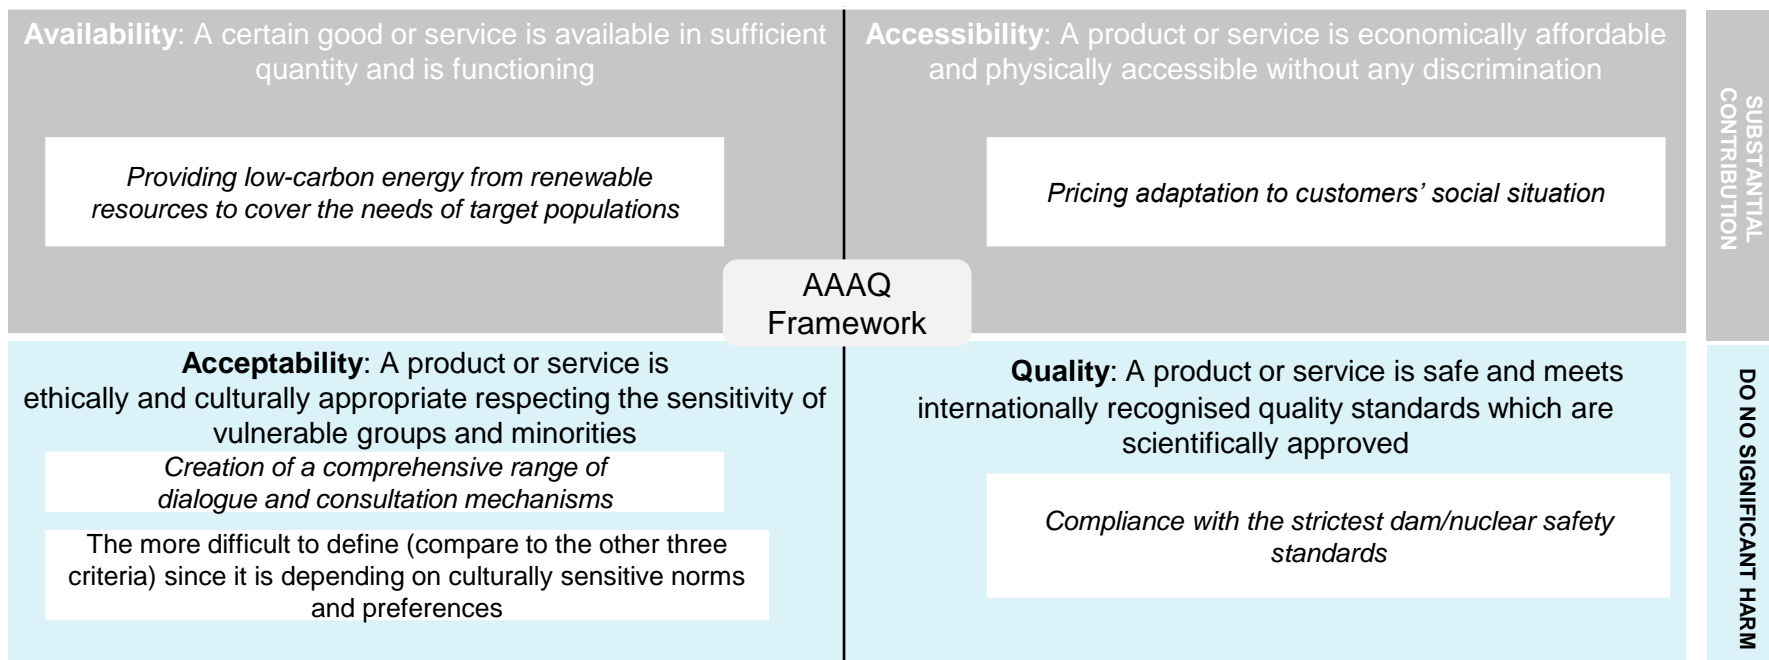 Availability: A certain good or service is available in sufficient
quantity and is functioning
Providing low-carbon energy from renewable
resources to cover the needs of target populations
Accessibility: A product or service is economically affordable
and physically accessible without any discrimination
Pricing adaptation to customers’ social situation
SUBSTANTIAL
CONTRIBUTION
AAAQ
Framework
Acceptability: A product or service is
ethically and culturally appropriate respecting the sensitivity of
vulnerable groups and minorities
Creation of a comprehensive range of
dialogue and consultation mechanisms
The more difficult to define (compare to the other three
criteria) since it is depending on culturally sensitive norms
and preferences
Quality: A product or service is safe and meets
internationally recognised quality standards which are
scientifically approved
Compliance with the strictest dam/nuclear safety
standards
DO NO SIGNIFICANT HARM